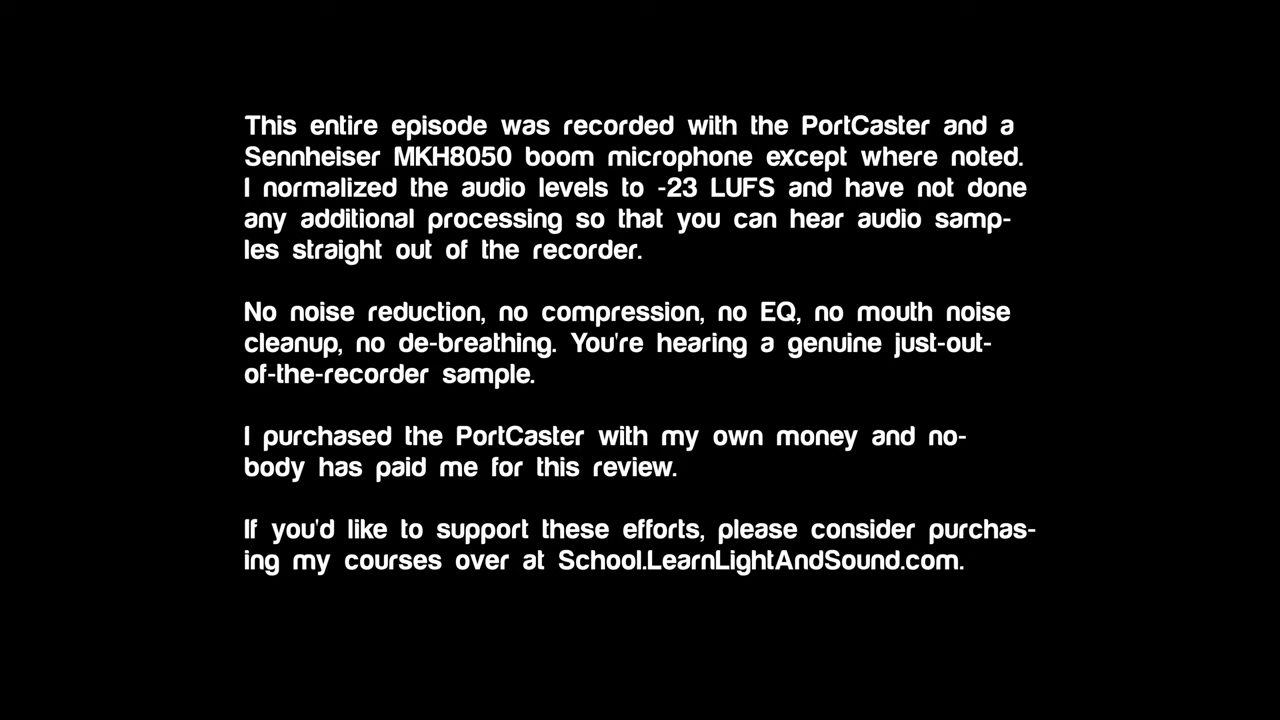 This entire episode was recorded with the PortCaster and a
Sennheiser MKH8050 boom microphone except where noted.
I normalized the audio levels to -23 LUFS and have not done
any additional processing so that you can hear audio samp-
les straight out of the recorder.
No noise reduction, no compression, no EQ, no mouth noise
cleanup, no de-breathing. You're hearing a genuine just-out-
of-the-recorder sample.
I purchased the PortCaster with my own money and no-
body has paid me for this review.
If you'd like to support these efforts, please consider purchas-
ing my courses over at School.LearnLightAndSound.com.